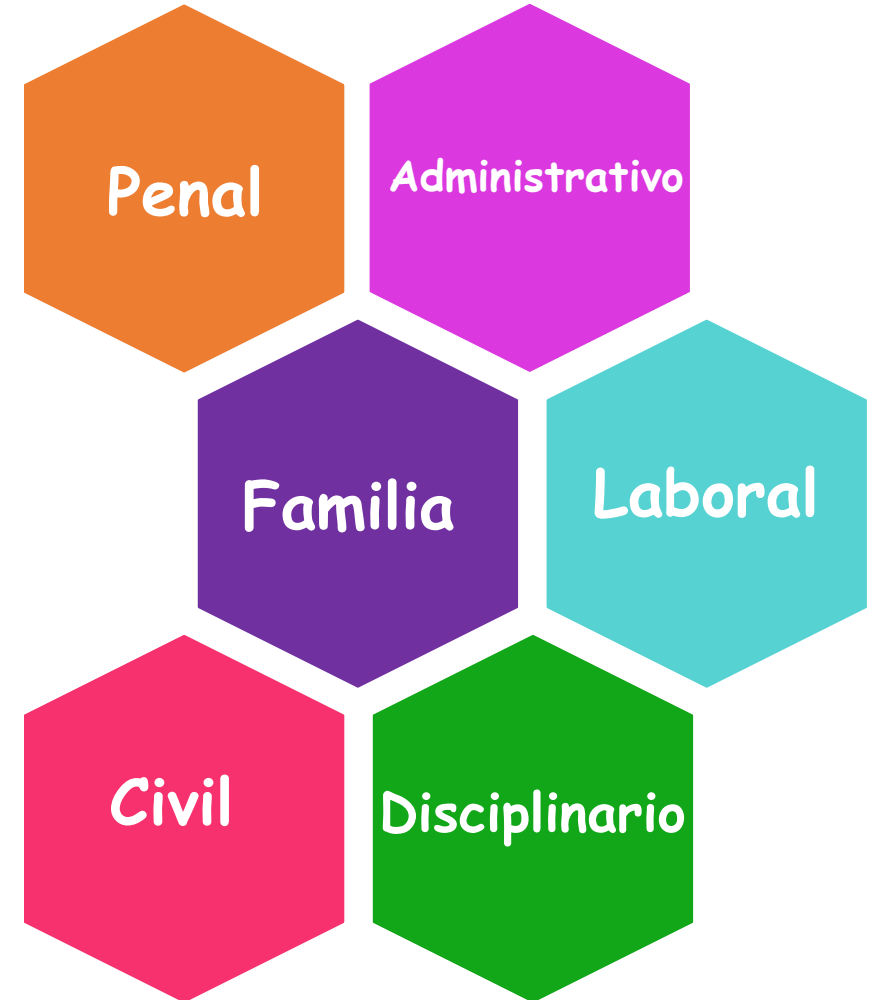 Penal
Administrativo
Familia
Laboral
Civil
Disciplinario